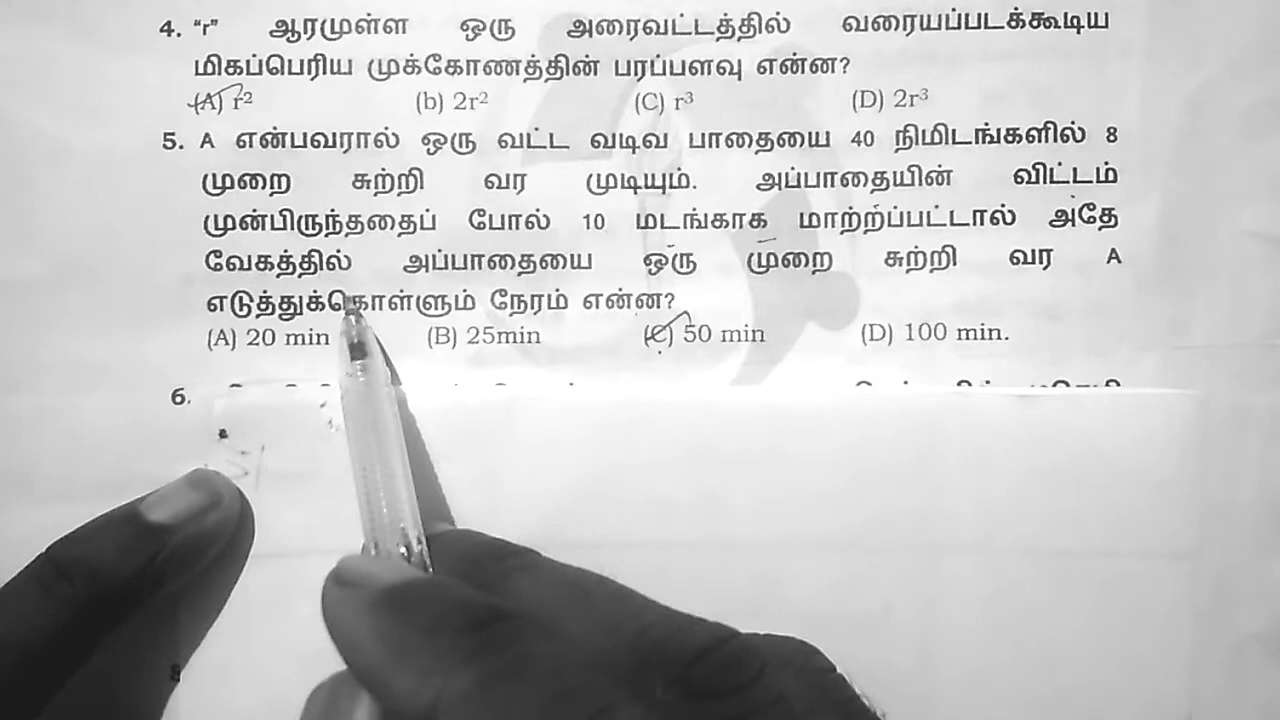 4. "r" ஆரமுள்ள ஒரு அரைவட்டத்தில் வரையப்படக்கூடிய
மிகப்பெரிய முக்கோணத்தின் பரப்பளவு என்ன?
(A) r² (b) 2r² (C) r³ (D) 2r³
5. A என்பவரால் ஒரு வட்ட வடிவ பாதையை 40 நிமிடங்களில் 8
முறை சுற்றி வர முடியும். அப்பாதையின் விட்டம்
முன்பிருந்ததைப் போல் 10 மடங்காக மாற்ற்ப்பட்டால் அதே
வேகத்தில் அப்பாதையை ஒரு முறை சுற்றி வர A
எடுத்துக்கொள்ளும் நேரம் என்ன?
(A) 20 min (B) 25min (C) 50 min (D) 100 min.
6.